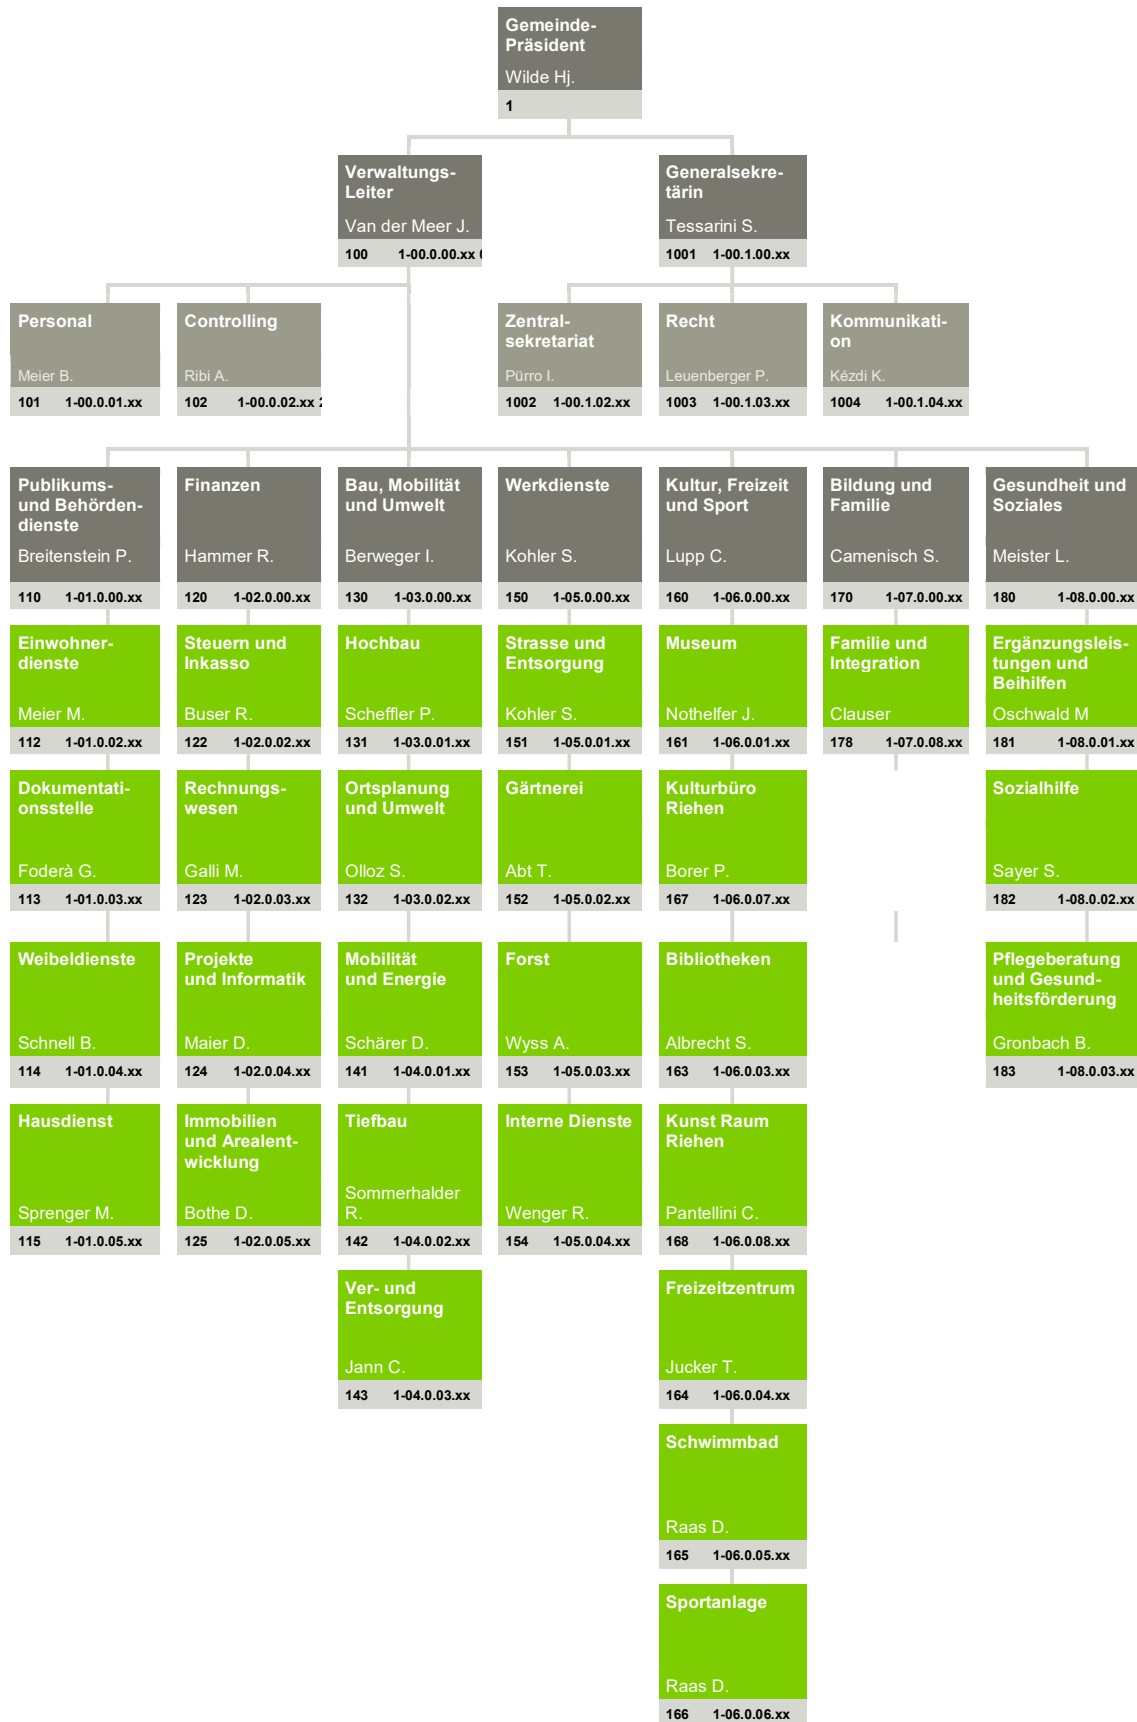 Gemeinde-
Präsident
Wilde Hj.
1
Verwaltungs-
Leiter
Van der Meer J.
100 1-00.0.00.xx
Generalsekre-
tärin
Tessarini S.
1001 1-00.1.00.xx
Personal
Meier B.
101 1-00.0.01.xx
Controlling
Ribi A.
102 1-00.0.02.xx
Zentral-
sekretariat
Pürro I.
1002 1-00.1.02.xx
Recht
Leuenberger P.
1003 1-00.1.03.xx
Kommunikati-
on
Kézdi K.
1004 1-00.1.04.xx
Publikums-
und Behörden-
dienste
Breitenstein P.
110 1-01.0.00.xx
Finanzen
Hammer R.
120 1-02.0.00.xx
Bau, Mobilität
und Umwelt
Berweger I.
130 1-03.0.00.xx
Werkdienste
Kohler S.
150 1-05.0.00.xx
Kultur, Freizeit
und Sport
Lupp C.
160 1-06.0.00.xx
Bildung und
Familie
Camenisch S.
170 1-07.0.00.xx
Gesundheit und
Soziales
Meister L.
180 1-08.0.00.xx
Einwohner-
dienste
Meier M.
112 1-01.0.02.xx
Steuern und
Inkasso
Buser R.
122 1-02.0.02.xx
Hochbau
Scheffler P.
131 1-03.0.01.xx
Strasse und
Entsorgung
Kohler S.
151 1-05.0.01.xx
Museum
Nothelfer J.
161 1-06.0.01.xx
Familie und
Integration
Clauser
178 1-07.0.08.xx
Ergänzungsleis-
tungen und
Beihilfen
Oschwald M
181 1-08.0.01.xx
Dokumentati-
onsstelle
Foderà G.
113 1-01.0.03.xx
Rechnungs-
wesen
Galli M.
123 1-02.0.03.xx
Ortsplanung
und Umwelt
Olloz S.
132 1-03.0.02.xx
Gärtnerei
Abt T.
152 1-05.0.02.xx
Kulturbüro
Riehen
Borer P.
167 1-06.0.07.xx
Sozialhilfe
Sayer S.
182 1-08.0.02.xx
Weibeldienste
Schnell B.
114 1-01.0.04.xx
Projekte
und Informatik
Maier D.
124 1-02.0.04.xx
Mobilität
und Energie
Schärer D.
141 1-04.0.01.xx
Forst
Wyss A.
153 1-05.0.03.xx
Bibliotheken
Albrecht S.
163 1-06.0.03.xx
Pflegeberatung
und Gesund-
heitsförderung
Gronbach B.
183 1-08.0.03.xx
Hausdienst
Sprenger M.
115 1-01.0.05.xx
Immobilien
und Arealent-
wicklung
Bothe D.
125 1-02.0.05.xx
Tiefbau
Sommerhalder
R.
142 1-04.0.02.xx
Interne Dienste
Wenger R.
154 1-05.0.04.xx
Kunst Raum
Riehen
Pantellini C.
168 1-06.0.08.xx
Ver- und
Entsorgung
Jann C.
143 1-04.0.03.xx
Freizeitzentrum
Jucker T.
164 1-06.0.04.xx
Schwimmbad
Raas D.
165 1-06.0.05.xx
Sportanlage
Raas D.
166 1-06.0.06.xx